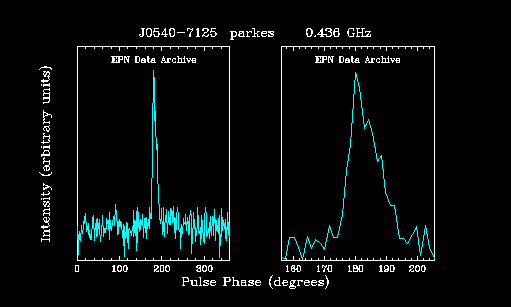 JO540-7125 parkes 0.436 GHz
EPN Data Archive EPN Data Archive
Intensity (arbitrary units)
0 100 200 300 160 170 180 190 200
Pulse Phase (degrees)